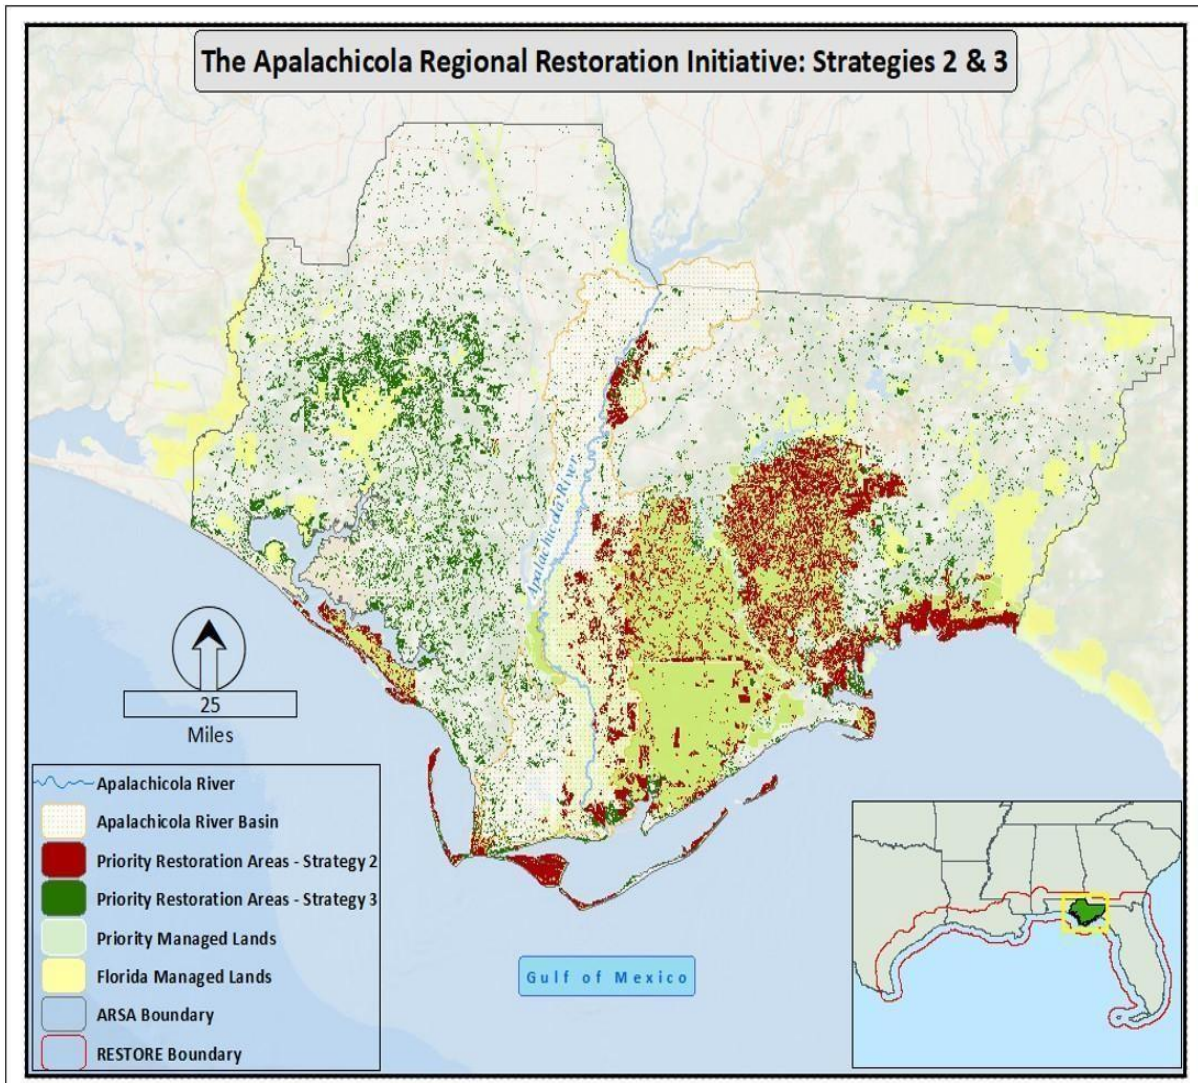 The Apalachicola Regional Restoration Initiative: Strategies 2 & 3
Apalachicola River
25
Miles
Apalachicola River
Apalachicola River Basin
Priority Restoration Areas - Strategy 2
Priority Restoration Areas - Strategy 3
Priority Managed Lands
Florida Managed Lands
ARSA Boundary
RESTORE Boundary
Gulf of Mexico